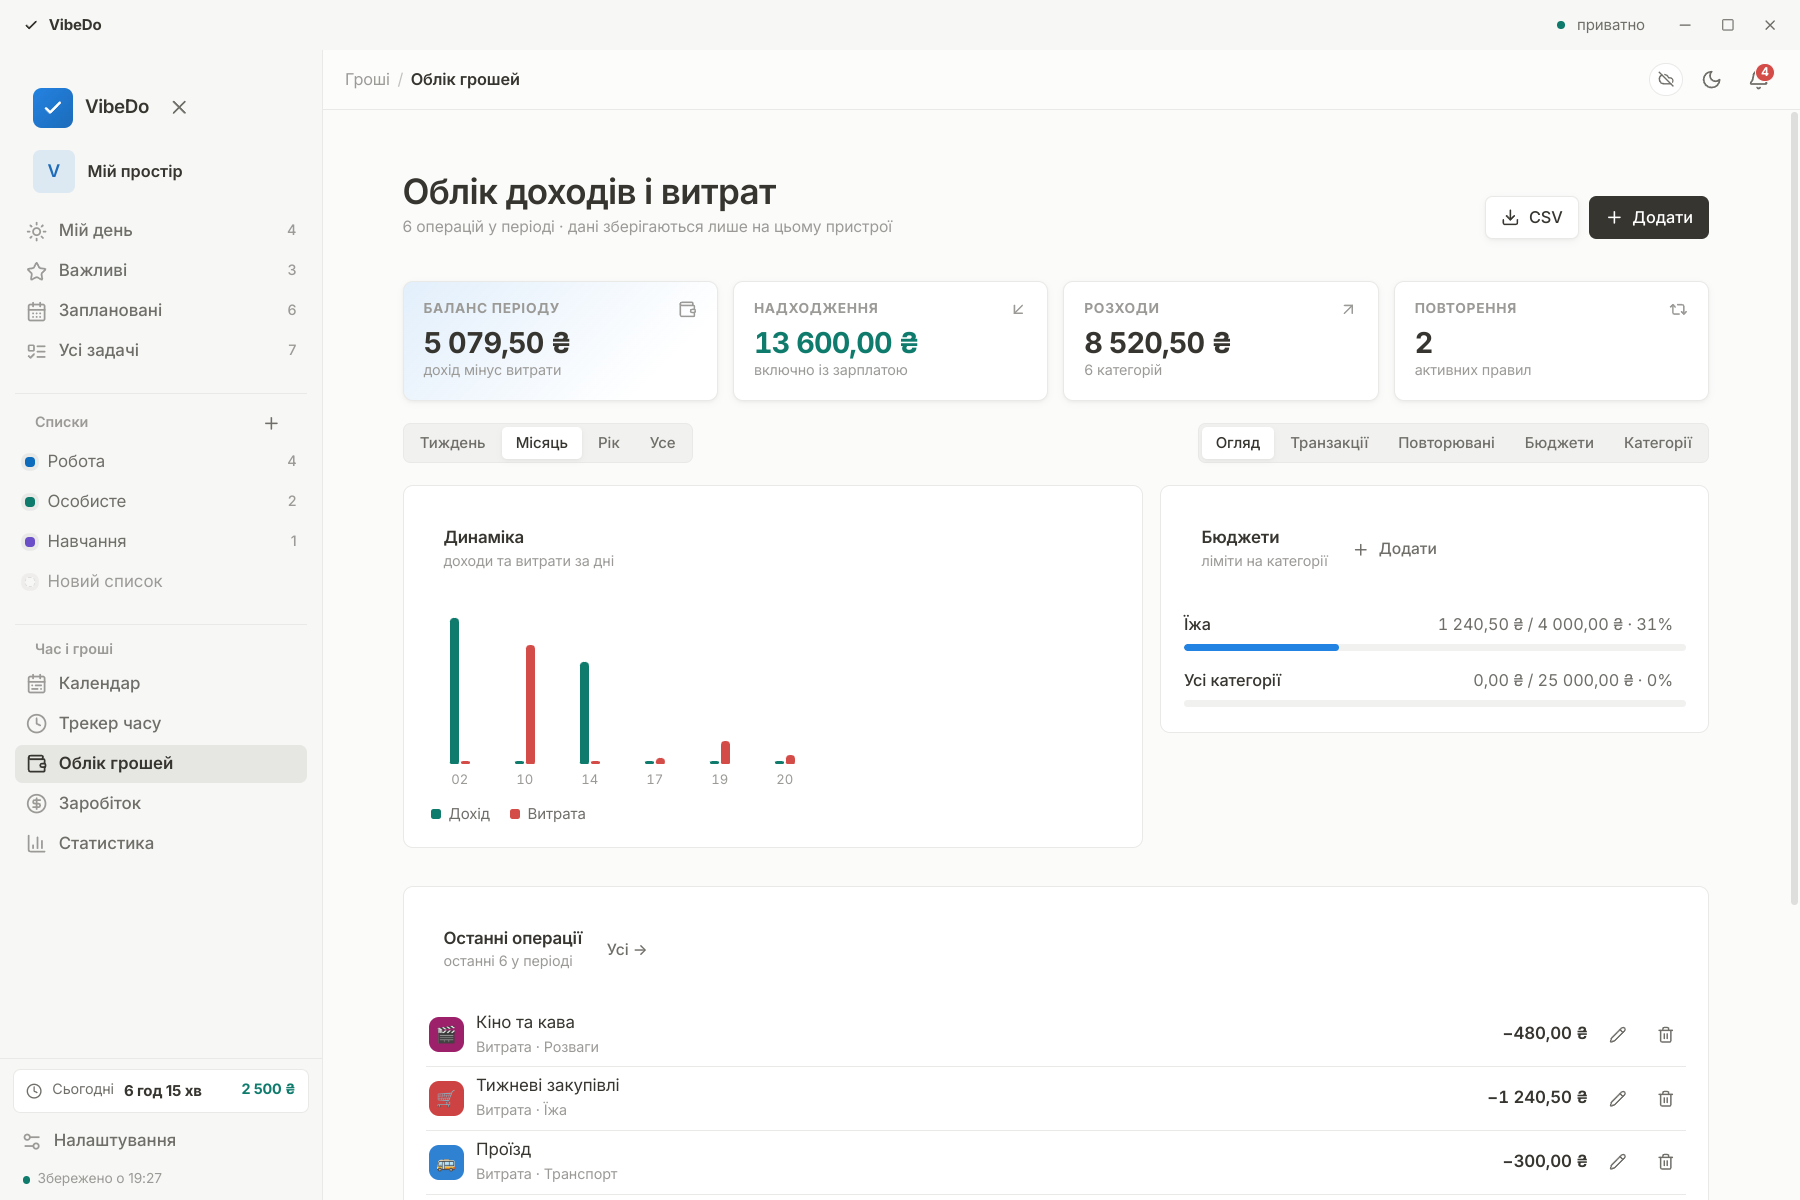 VibeDo
приватно
VibeDo
V Мій простір
Мій день 4
Важливі 3
Заплановані 6
Усі задачі 7
Списки
Робота 4
Особисте 2
Навчання 1
Новий список
Час і гроші
Календар
Трекер часу
Облік грошей
Заробіток
Статистика
Сьогодні 6 год 15 хв 2 500 ₴
Налаштування
Збережено о 19:27
Гроші / Облік грошей
4
Облік доходів і витрат
6 операцій у періоді · дані зберігаються лише на цьому пристрої
CSV
Додати
БАЛАНС ПЕРІОДУ
5 079,50 ₴
дохід мінус витрати
НАДХОДЖЕННЯ
13 600,00 ₴
включно із зарплатою
РОЗХОДИ
8 520,50 ₴
6 категорій
ПОВТОРЕННЯ
2
активних правил
Тиждень Місяць Рік Усе
Огляд Транзакції Повторювані Бюджети Категорії
Динаміка
доходи та витрати за дні
02 10 14 17 19 20
Дохід Витрата
Бюджети
ліміти на категорії
Додати
Їжа 1 240,50 ₴ / 4 000,00 ₴ · 31%
Усі категорії 0,00 ₴ / 25 000,00 ₴ · 0%
Останні операції
останні 6 у періоді
Усі →
Кіно та кава
Витрата · Розваги
−480,00 ₴
Тижневі закупівлі
Витрата · Їжа
−1 240,50 ₴
Проїзд
Витрата · Транспорт
−300,00 ₴